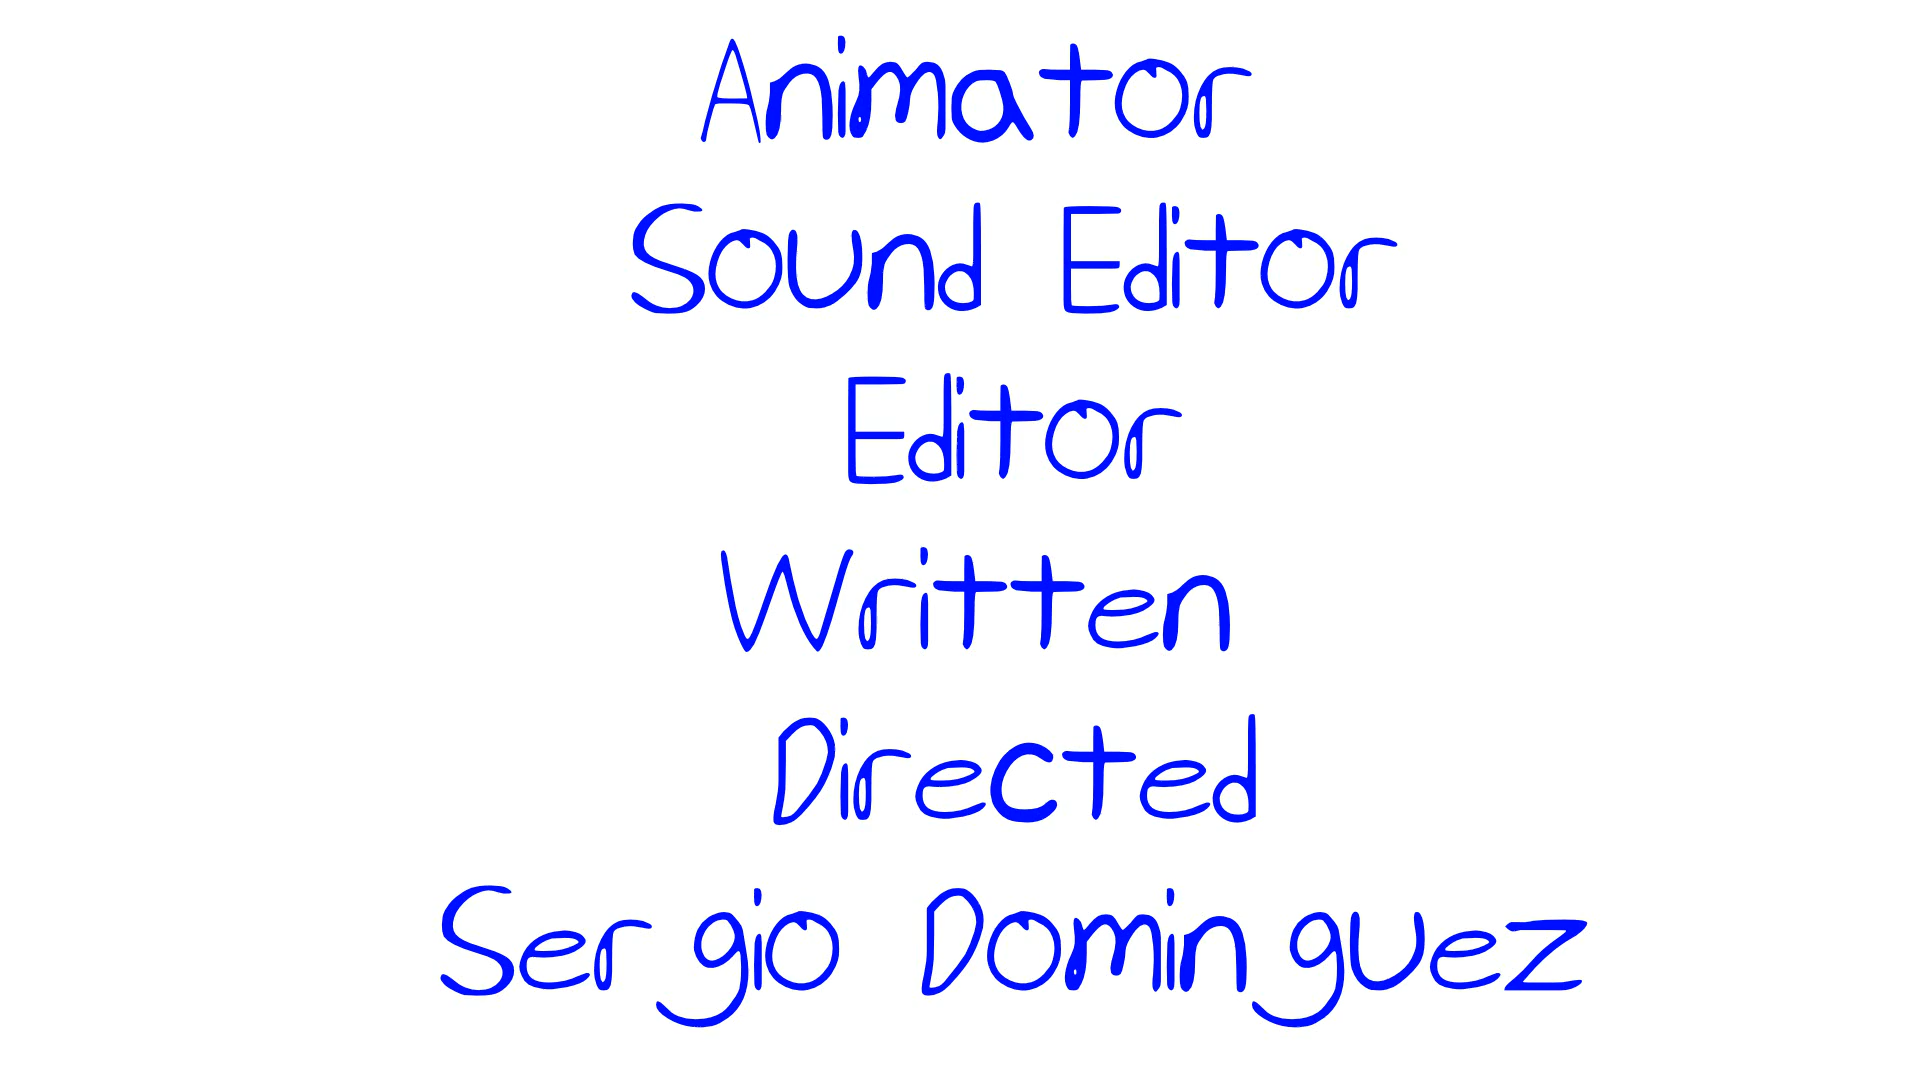 Animator
Sound Editor
Editor
Written
Directed
Sergio Dominguez